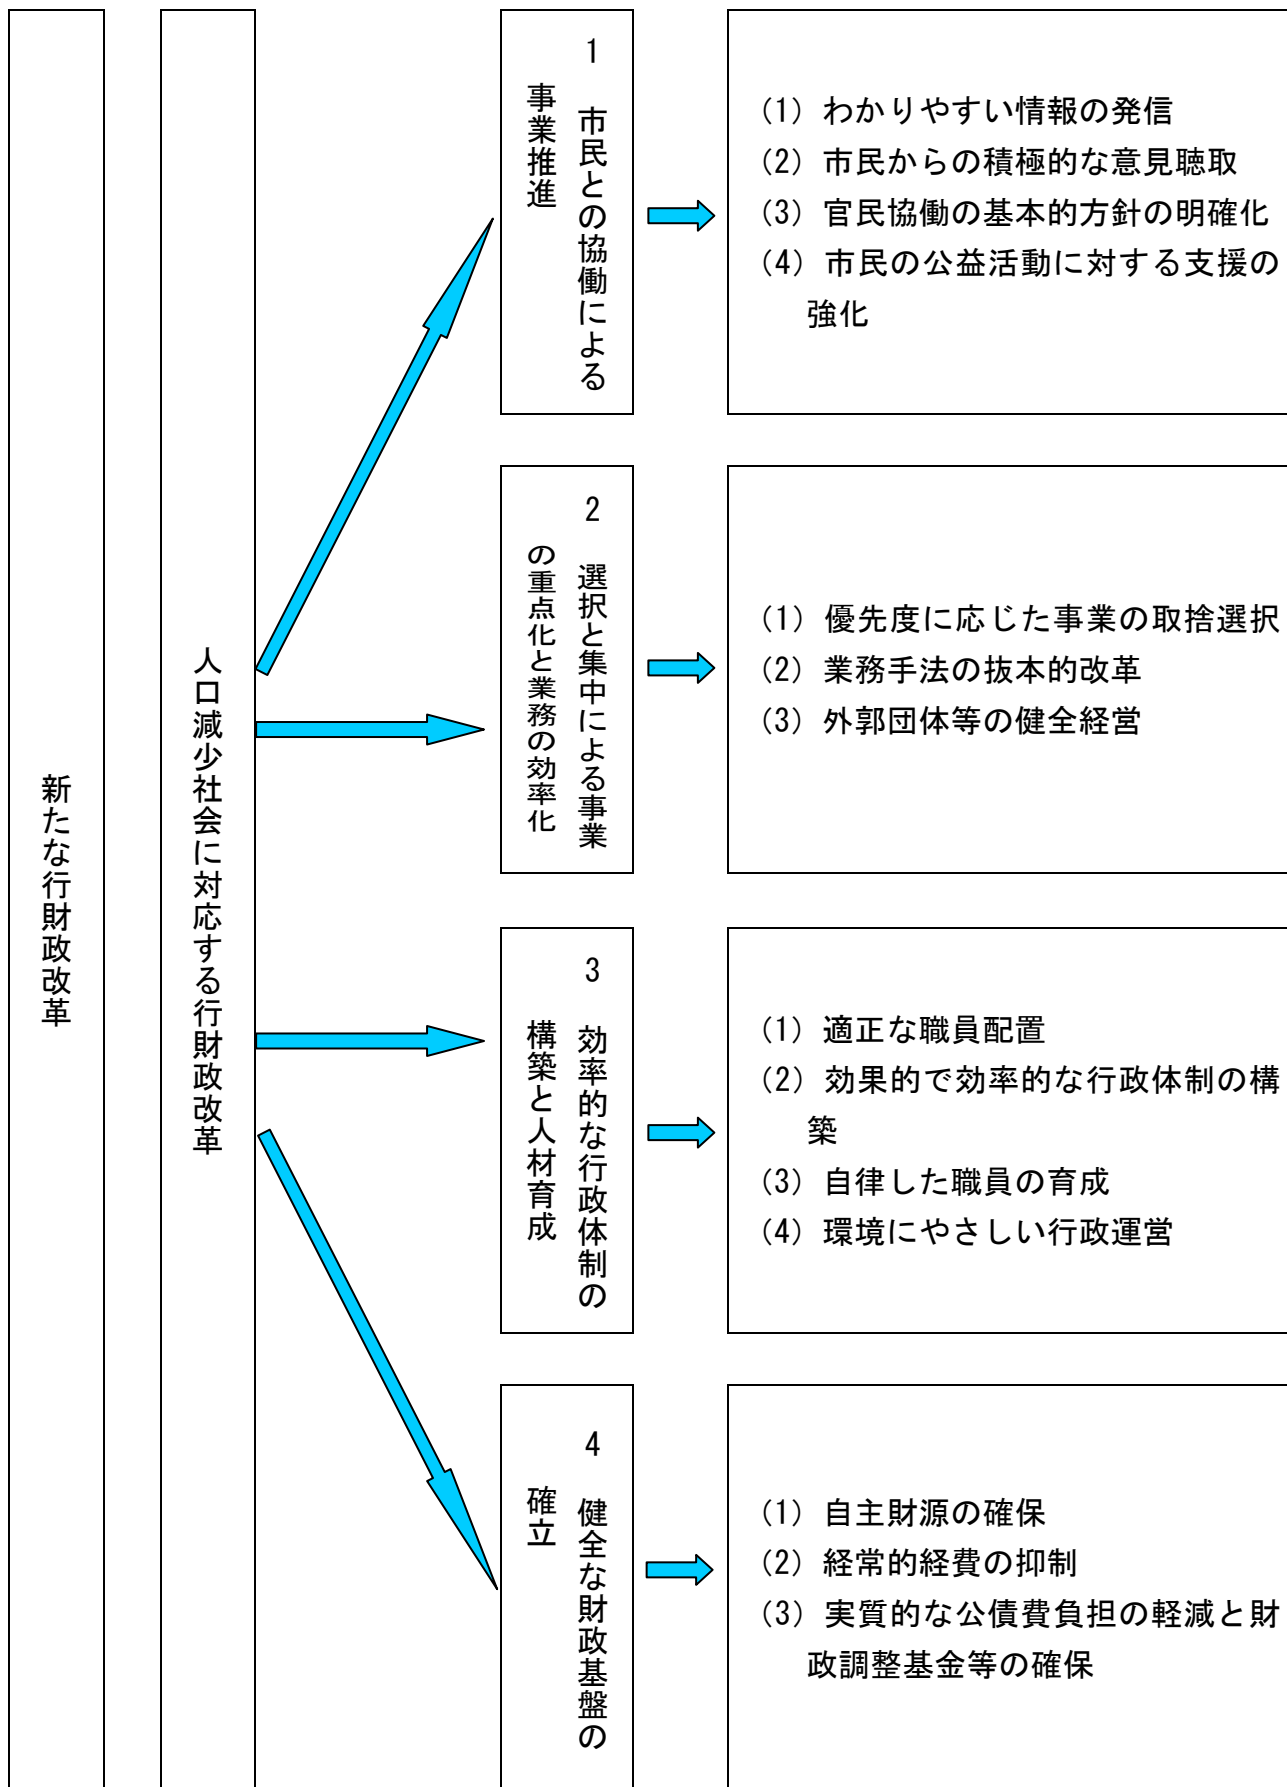 新たな行財政改革
人口減少社会に対応する行財政改革
1 市民との協働による
事業推進
(1) わかりやすい情報の発信
(2) 市民からの積極的な意見聴取
(3) 官民協働の基本的方針の明確化
(4) 市民の公益活動に対する支援の
強化
2 選択と集中による事業
の重点化と業務の効率化
(1) 優先度に応じた事業の取捨選択
(2) 業務手法の抜本的改革
(3) 外郭団体等の健全経営
3 効率的な行政体制の
構築と人材育成
(1) 適正な職員配置
(2) 効果的で効率的な行政体制の構
築
(3) 自律した職員の育成
(4) 環境にやさしい行政運営
4 健全な財政基盤の
確立
(1) 自主財源の確保
(2) 経常的経費の抑制
(3) 実質的な公債費負担の軽減と財
政調整基金等の確保